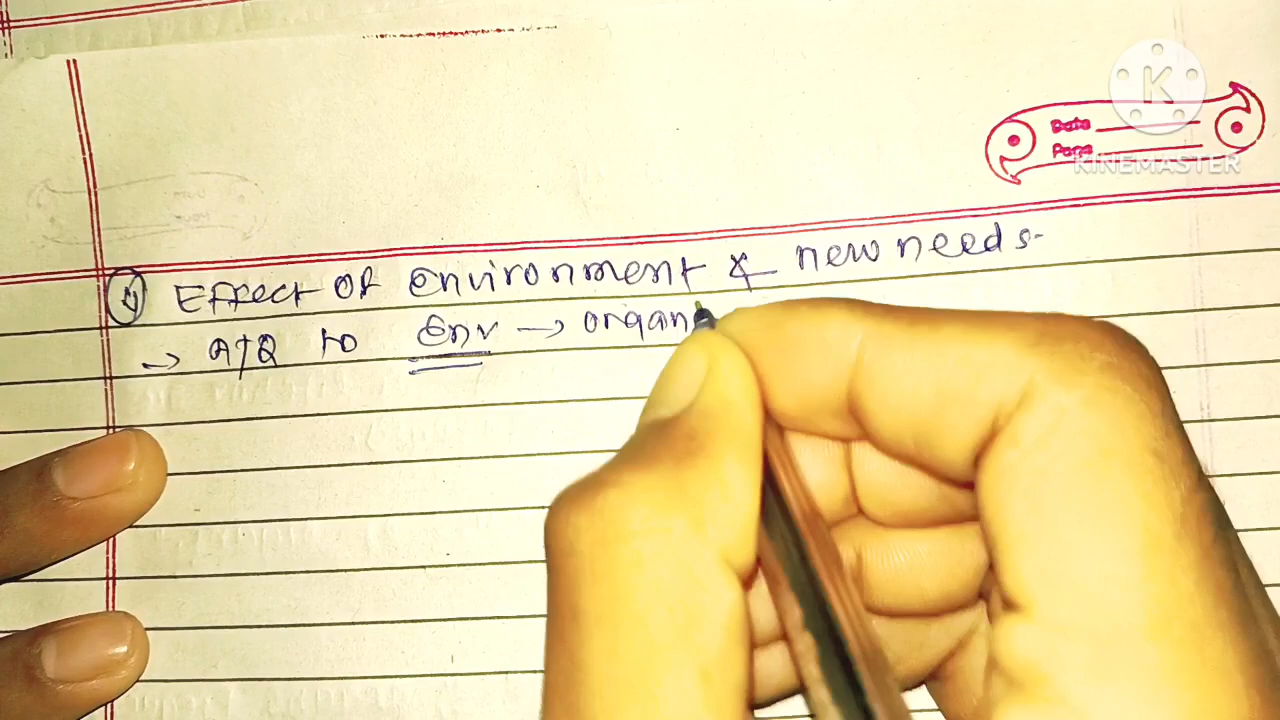 Date
Page
KINEMASTER
④ Effect of environment & new needs-
→ A/Q to Env → organ